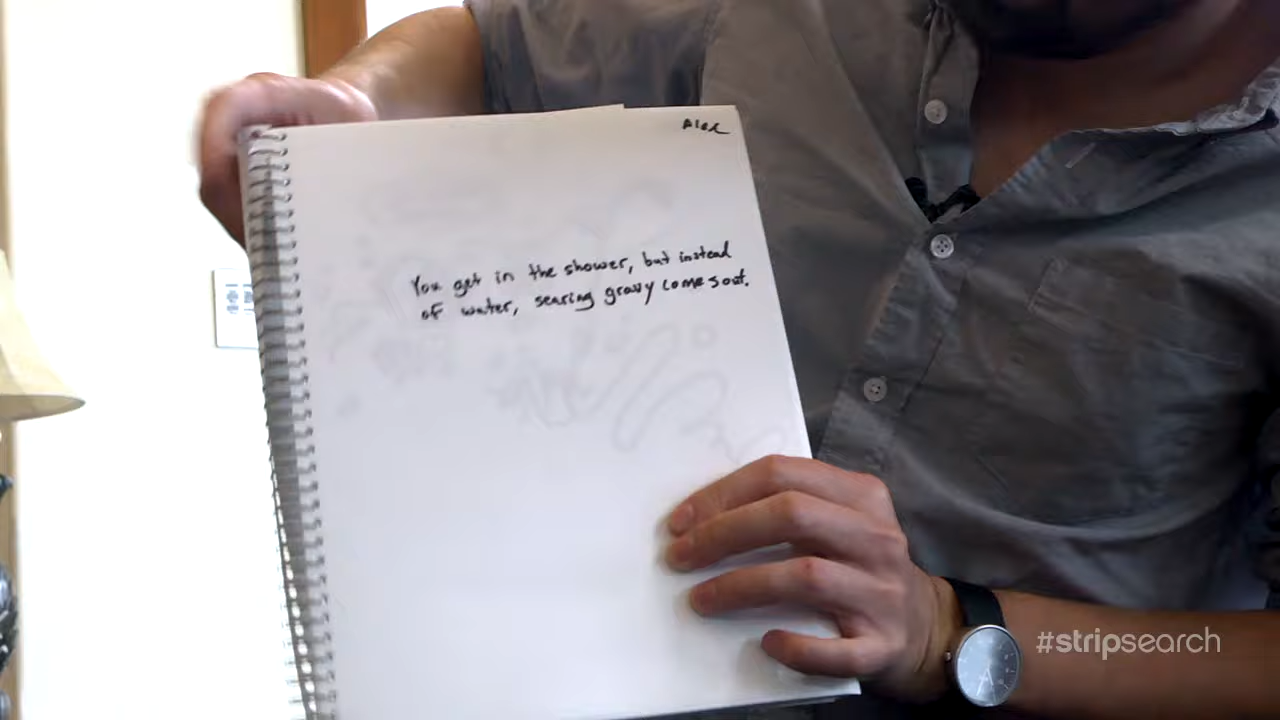 Alex
You get in the shower, but instead
of water, searing gravy comes out.
#stripsearch